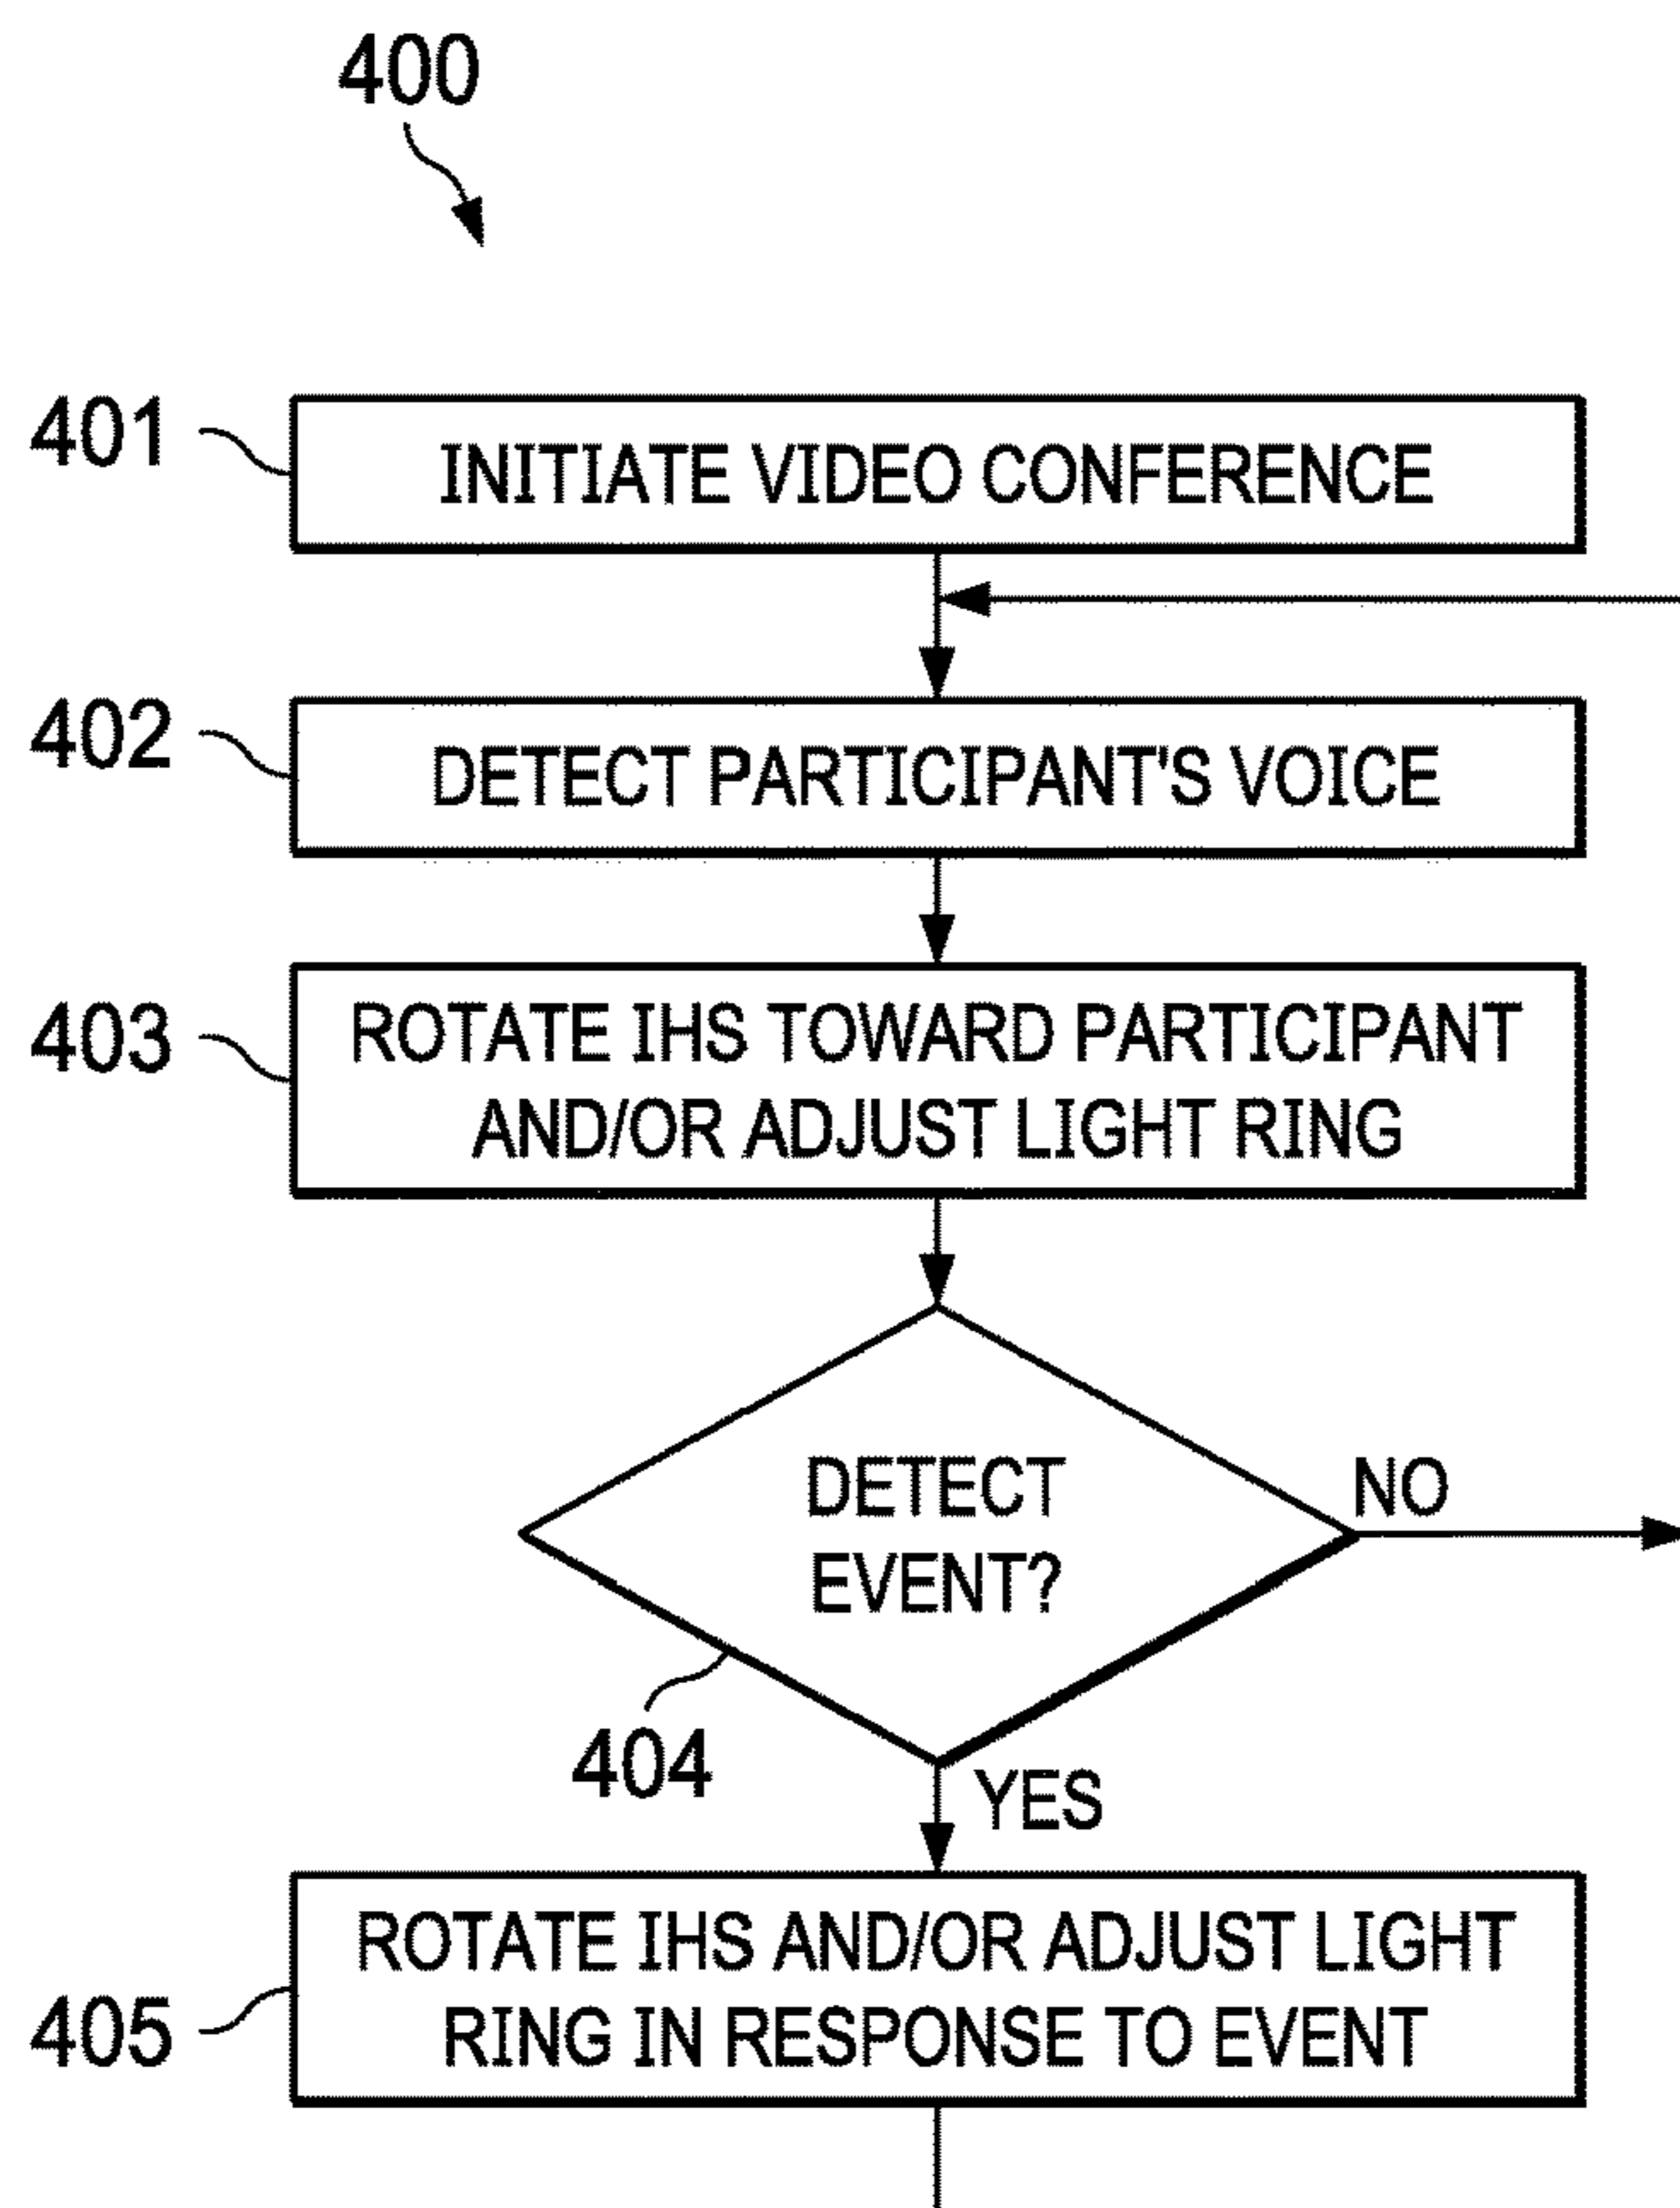 400
401
INITIATE VIDEO CONFERENCE
402
DETECT PARTICIPANT'S VOICE
403
ROTATE IHS TOWARD PARTICIPANT
AND/OR ADJUST LIGHT RING
DETECT
EVENT?
NO
404
YES
405
ROTATE IHS AND/OR ADJUST LIGHT
RING IN RESPONSE TO EVENT